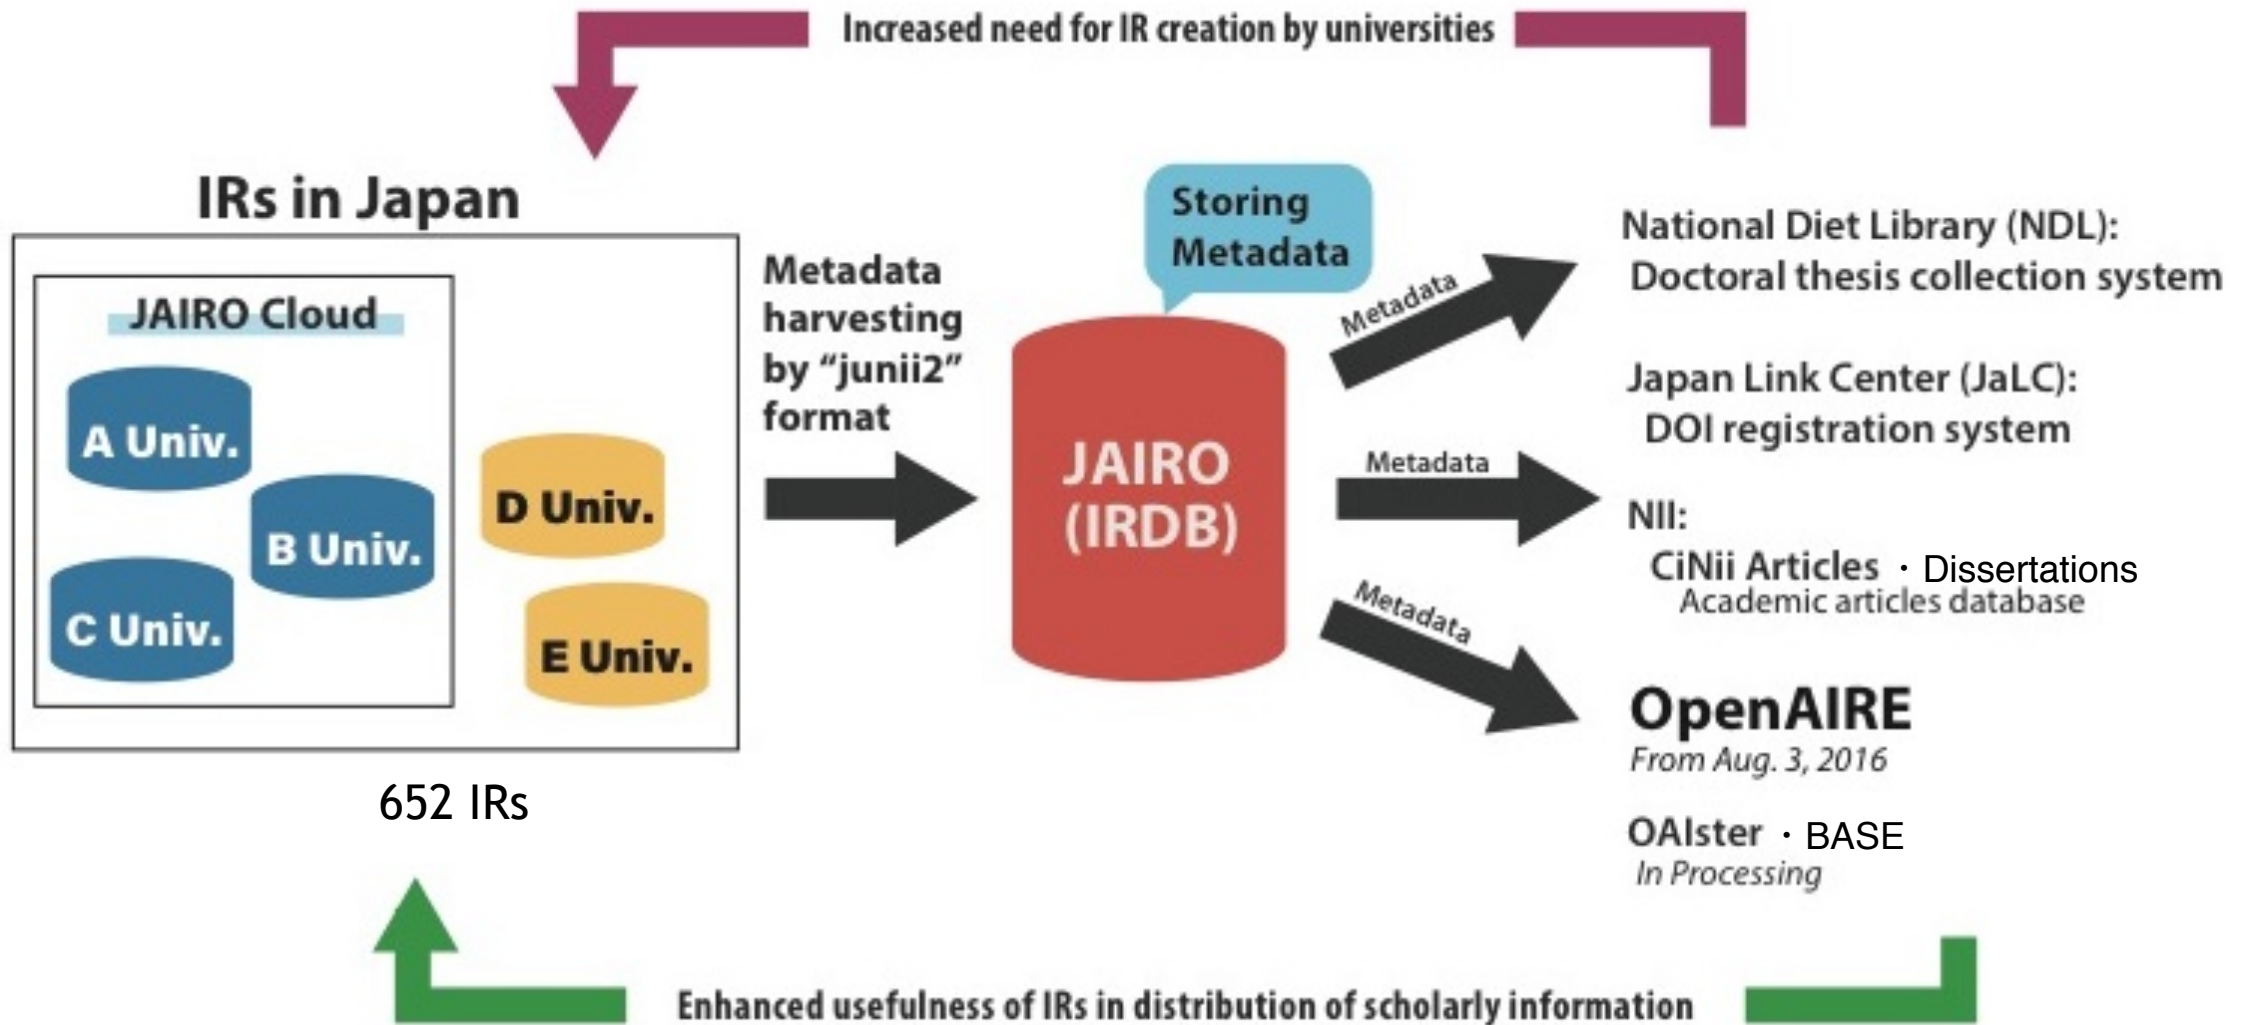 Increased need for IR creation by universities
IRs in Japan
JAIRO Cloud
A Univ.
B Univ.
C Univ.
D Univ.
E Univ.
652 IRs
Metadata
harvesting
by “junii2”
format
Storing
Metadata
JAIRO
(IRDB)
Metadata
Metadata
Metadata
National Diet Library (NDL):
Doctoral thesis collection system
Japan Link Center (JaLC):
DOI registration system
NII:
CiNii Articles ・ Dissertations
Academic articles database
OpenAIRE
From Aug. 3, 2016
OAIster ・ BASE
In Processing
Enhanced usefulness of IRs in distribution of scholarly information